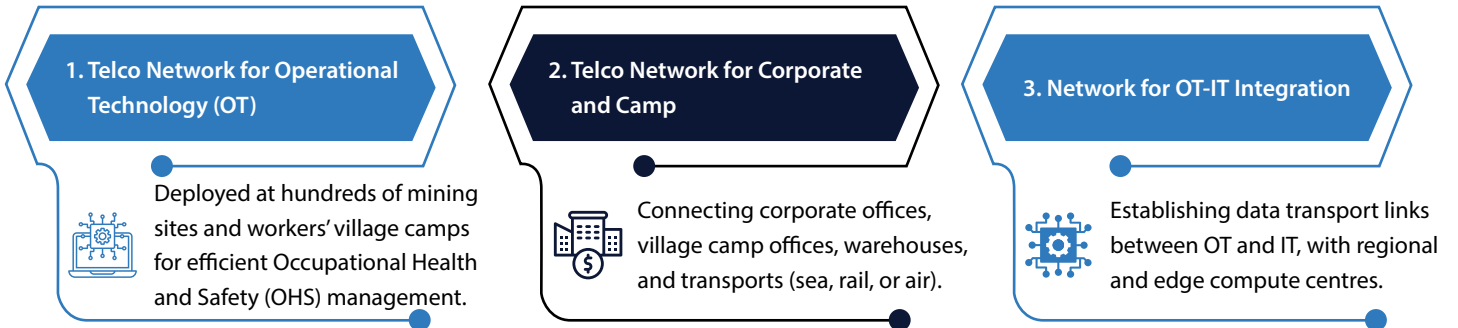 1. Telco Network for Operational
Technology (OT)
Deployed at hundreds of mining
sites and workers’ village camps
for efficient Occupational Health
and Safety (OHS) management.
2. Telco Network for Corporate
and Camp
Connecting corporate offices,
village camp offices, warehouses,
and transports (sea, rail, or air).
3. Network for OT-IT Integration
Establishing data transport links
between OT and IT, with regional
and edge compute centres.